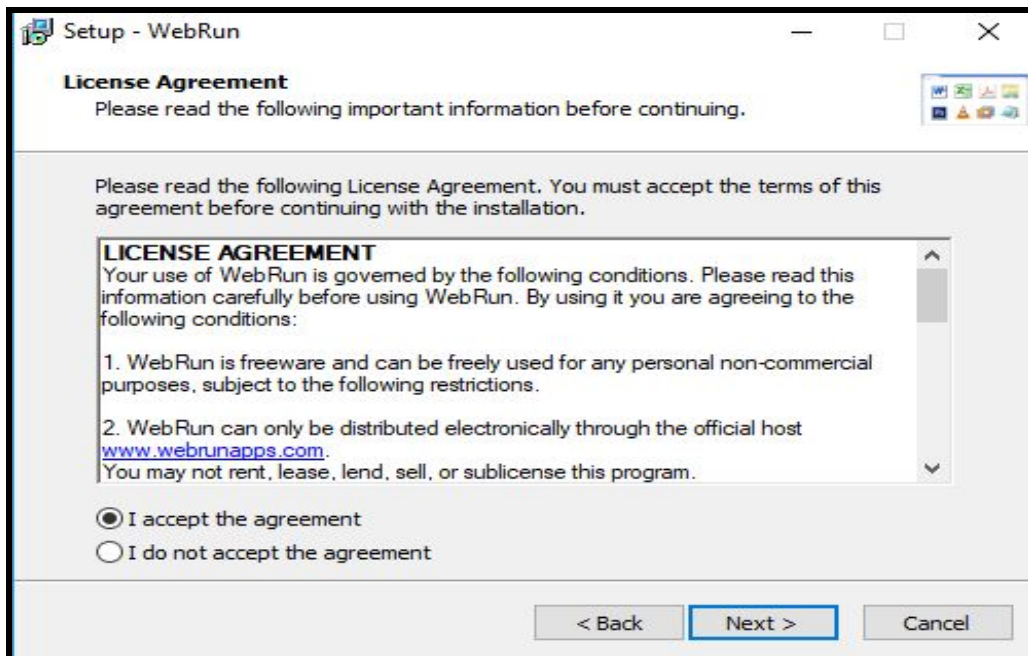 Setup - WebRun
License Agreement
Please read the following important information before continuing.
Please read the following License Agreement. You must accept the terms of this
agreement before continuing with the installation.
LICENSE AGREEMENT
Your use of WebRun is governed by the following conditions. Please read this
information carefully before using WebRun. By using it you are agreeing to the
following conditions:
1. WebRun is freeware and can be freely used for any personal non-commercial
purposes, subject to the following restrictions.
2. WebRun can only be distributed electronically through the official host
www.webrunapps.com.
You may not rent, lease, lend, sell, or sublicense this program.
I accept the agreement
I do not accept the agreement
< Back Next > Cancel